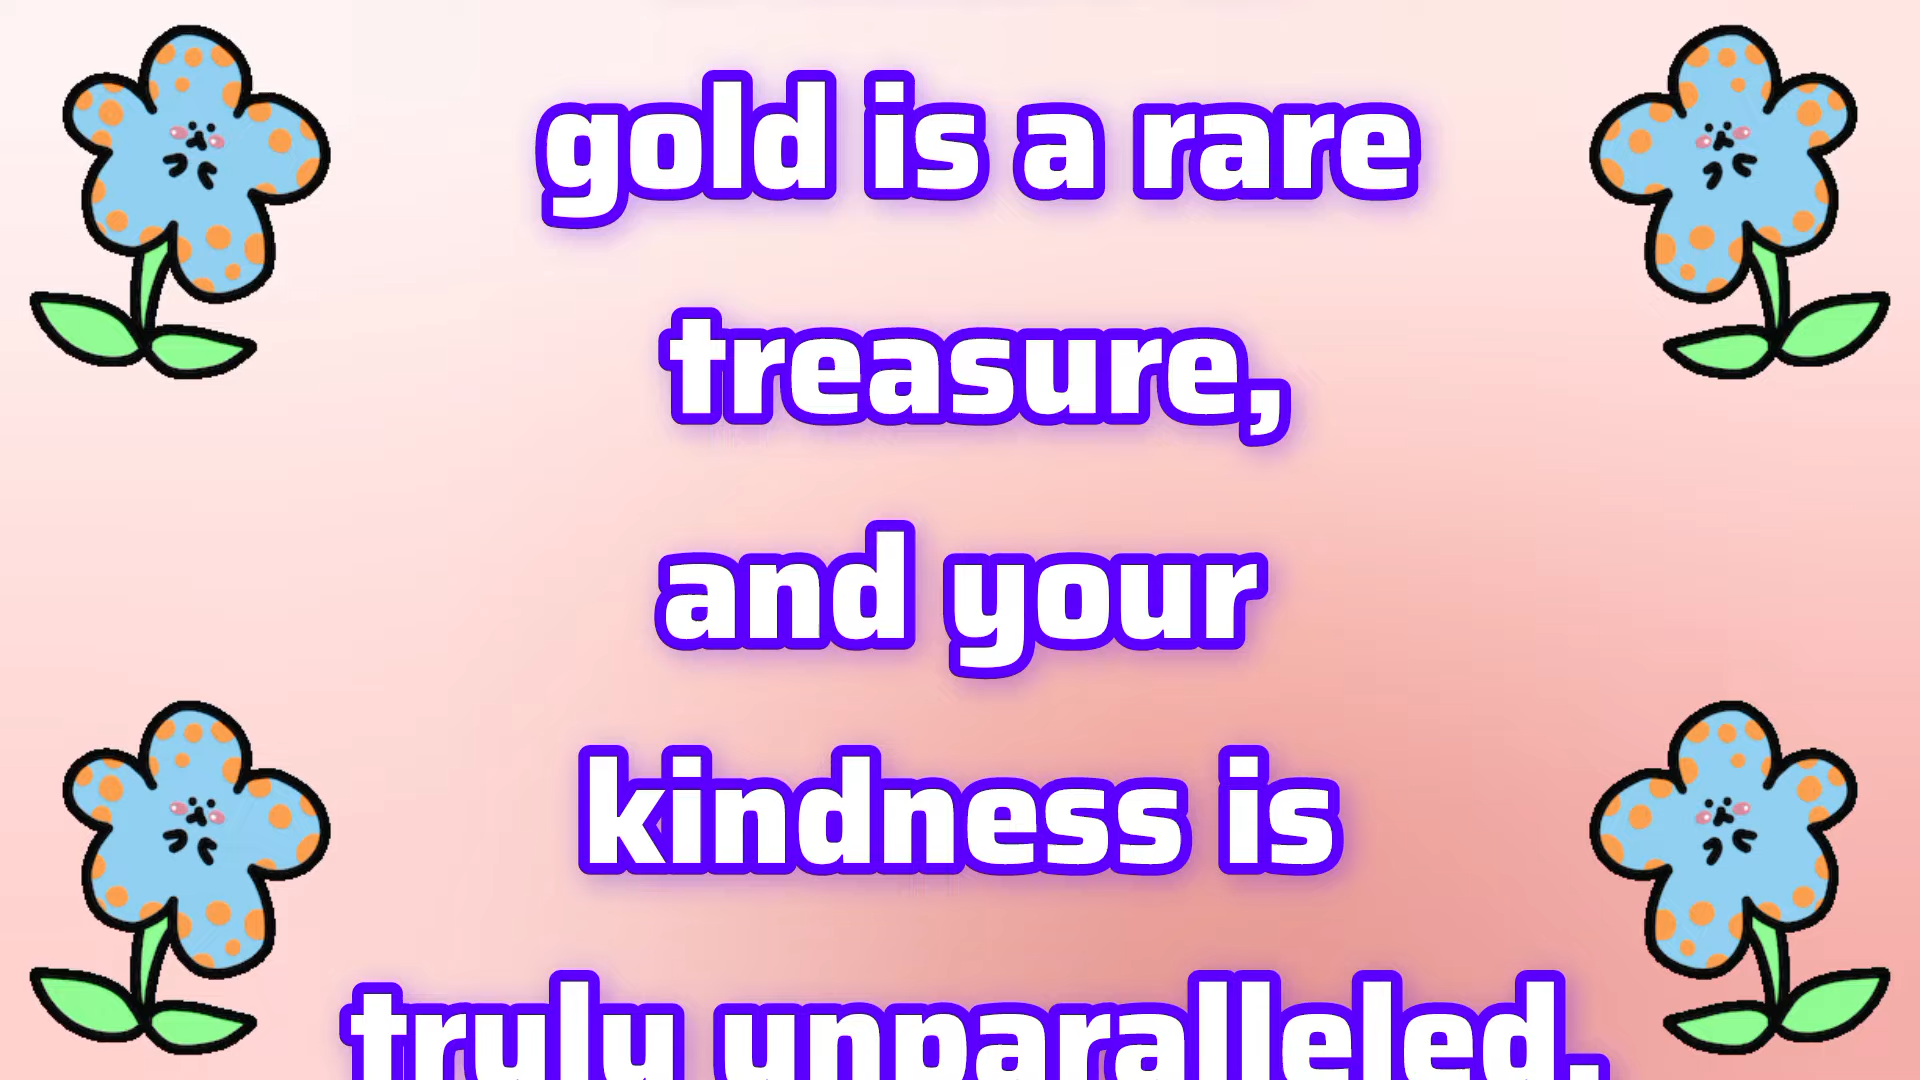 gold is a rare
treasure,
and your
kindness is
truly unparalleled.